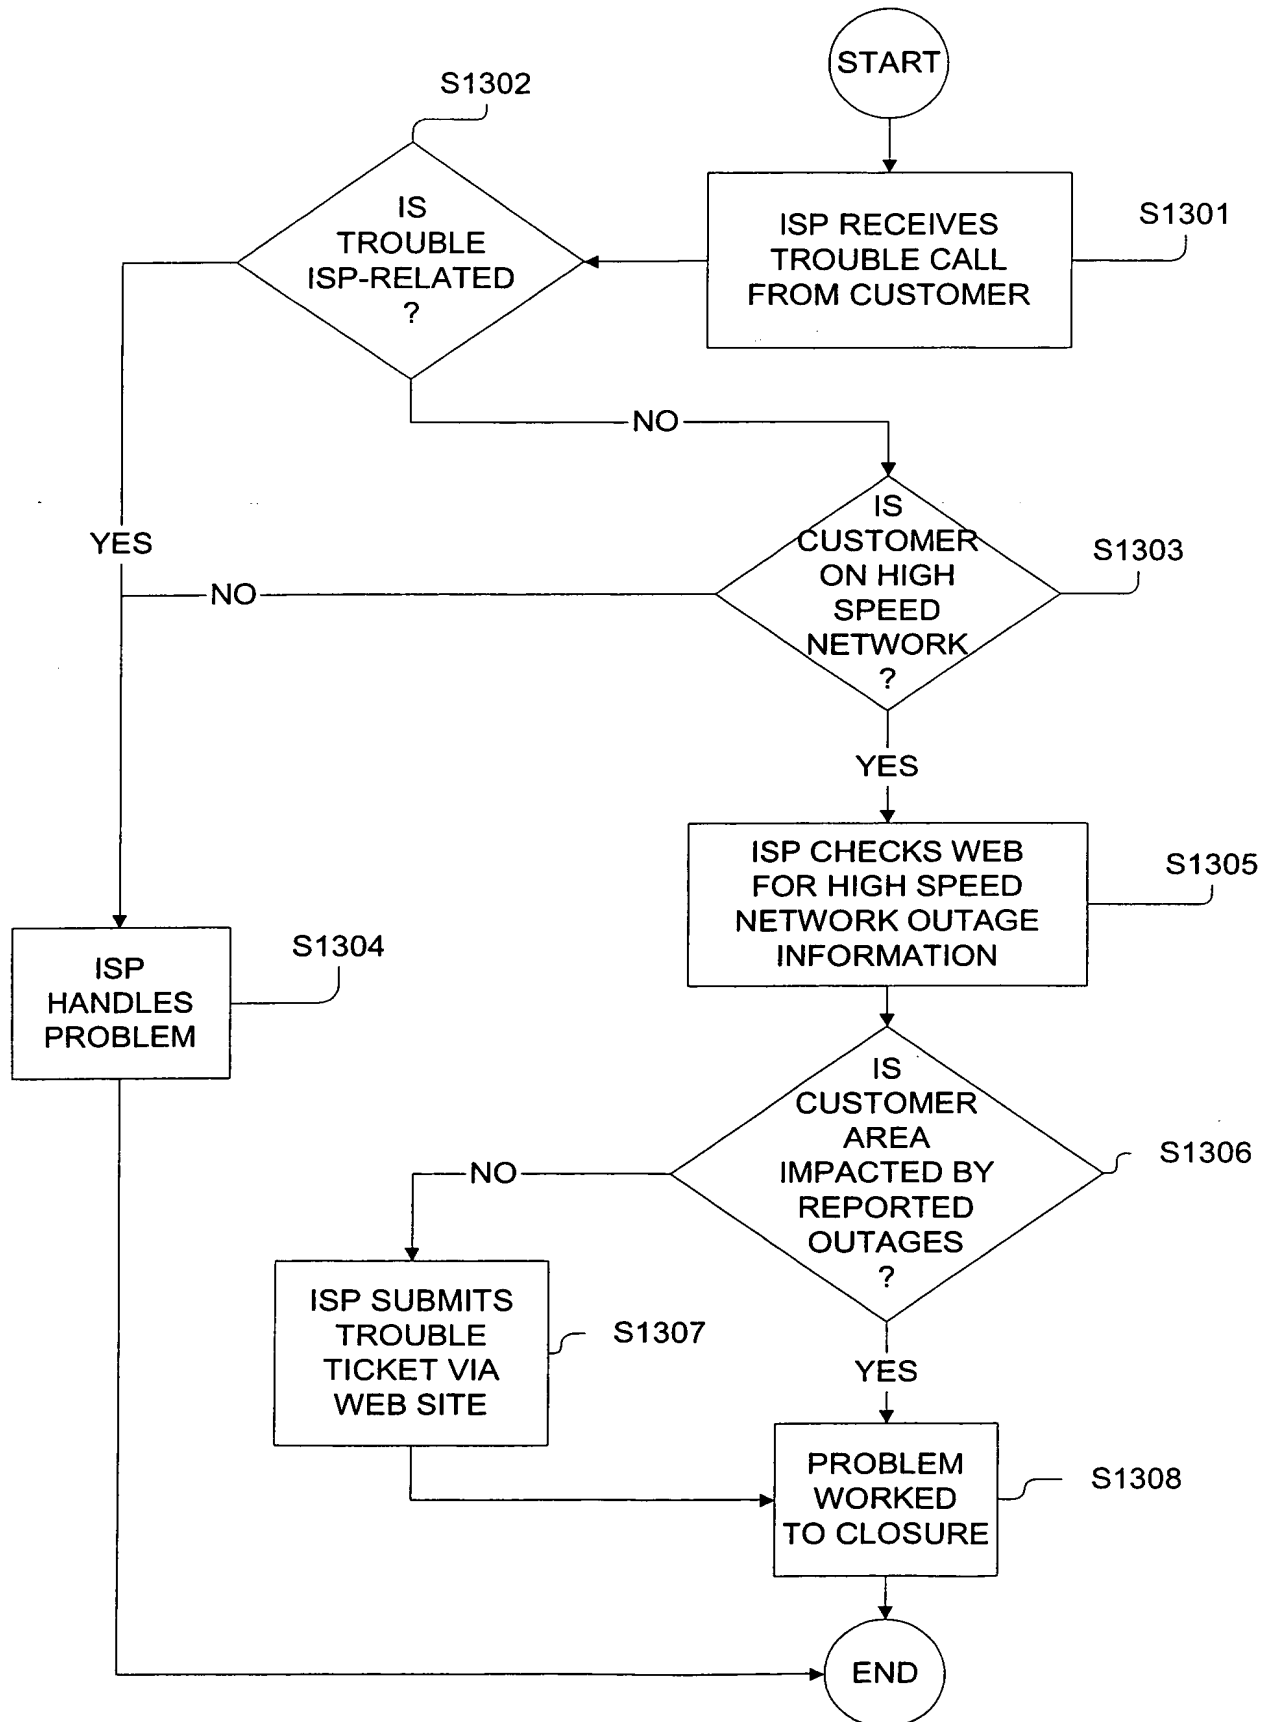 START
S1302
IS
TROUBLE
ISP-RELATED
?
ISP RECEIVES
TROUBLE CALL
FROM CUSTOMER
S1301
NO
YES
IS
CUSTOMER
ON HIGH
SPEED
NETWORK
?
S1303
NO
YES
ISP CHECKS WEB
FOR HIGH SPEED
NETWORK OUTAGE
INFORMATION
S1305
ISP
HANDLES
PROBLEM
S1304
IS
CUSTOMER
AREA
IMPACTED BY
REPORTED
OUTAGES
?
S1306
NO
ISP SUBMITS
TROUBLE
TICKET VIA
WEB SITE
S1307
YES
PROBLEM
WORKED
TO CLOSURE
S1308
END